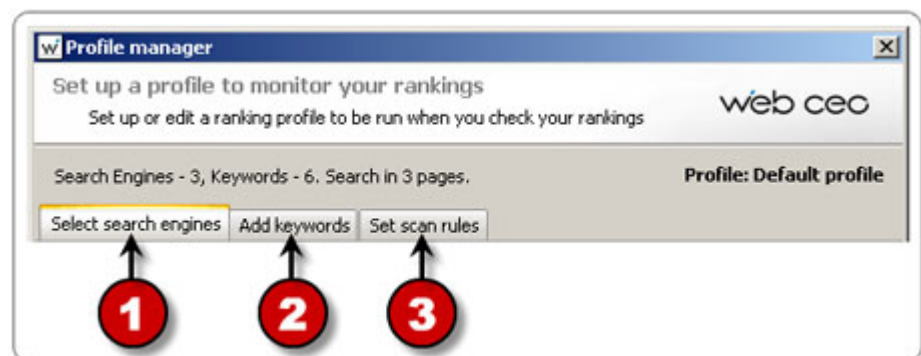 w Profile manager
Set up a profile to monitor your rankings
Set up or edit a ranking profile to be run when you check your rankings
web ceo
Search Engines - 3, Keywords - 6. Search in 3 pages.
Profile: Default profile
Select search engines Add keywords Set scan rules
1 2 3